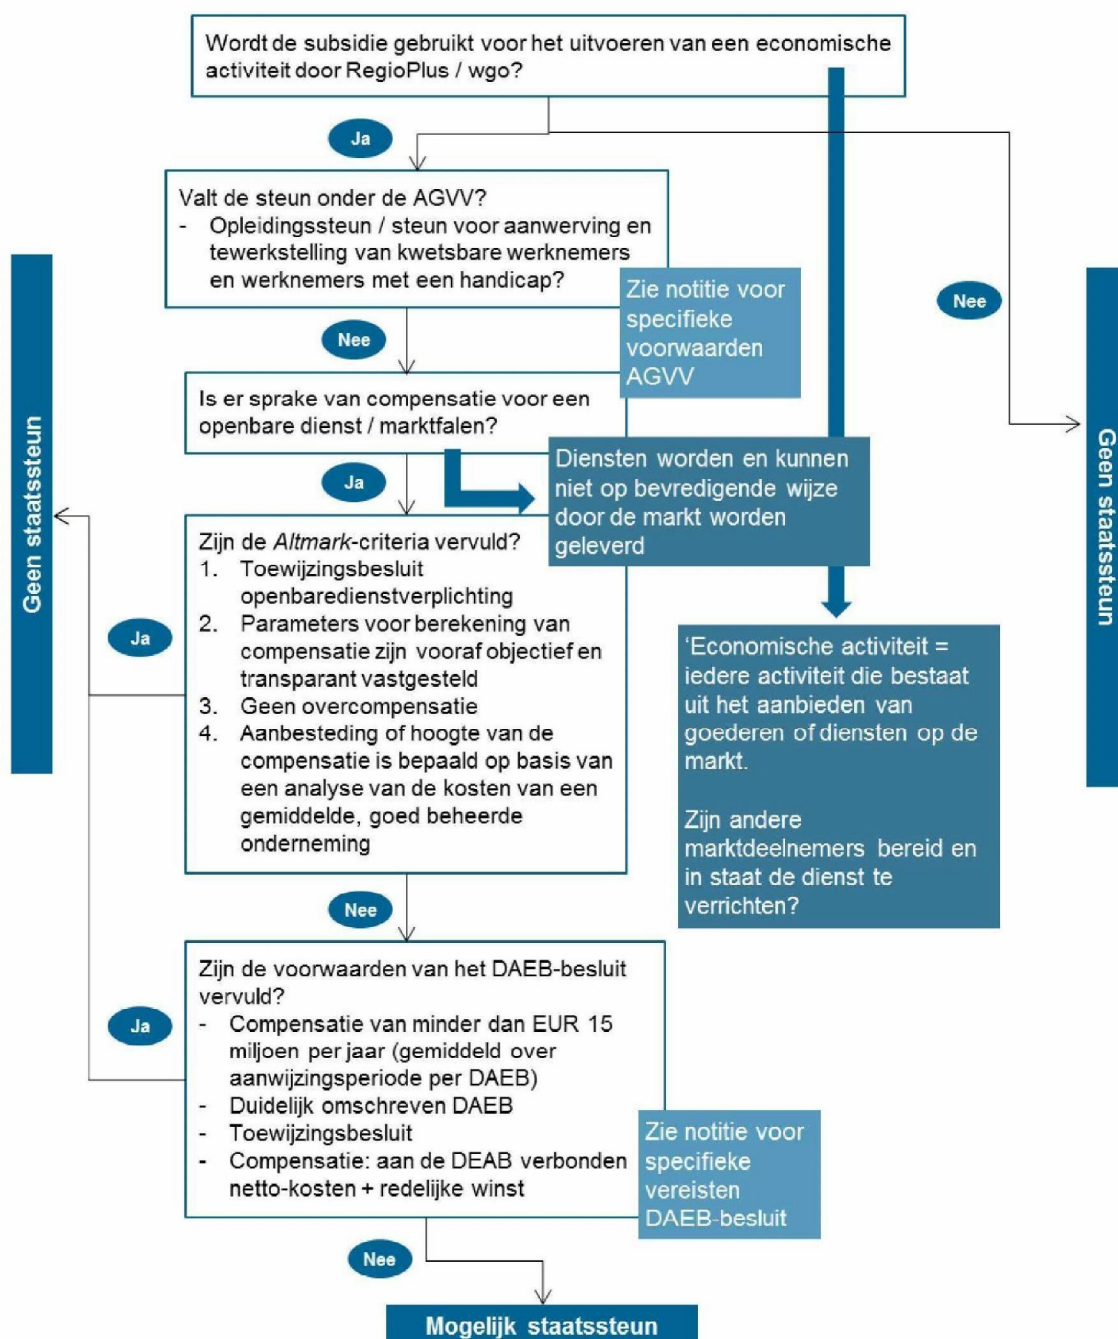 Wordt de subsidie gebruikt voor het uitvoeren van een economische
activiteit door RegioPlus / wgo?
Ja
Valt de steun onder de AGVV?
- Opleidingssteun / steun voor aanwerving en
tewerkstelling van kwetsbare werknemers
en werknemers met een handicap?
Zie notitie voor
specifieke
voorwaarden
AGVV
Nee
Nee
Is er sprake van compensatie voor een
openbare dienst / marktfalen?
Diensten worden en kunnen
niet op bevredigende wijze
door de markt worden
geleverd
Ja
Geen staatssteun
Geen staatssteun
Zijn de Altmark-criteria vervuld?
1. Toewijzingsbesluit
openbaredienstverplichting
2. Parameters voor berekening van
compensatie zijn vooraf objectief en
transparant vastgesteld
3. Geen overcompensatie
4. Aanbesteding of hoogte van de
compensatie is bepaald op basis van
een analyse van de kosten van een
gemiddelde, goed beheerde
onderneming
Ja
‘Economische activiteit =
iedere activiteit die bestaat
uit het aanbieden van
goederen of diensten op de
markt.
Zijn andere
marktdeelnemers bereid en
in staat de dienst te
verrichten?
Nee
Zijn de voorwaarden van het DAEB-besluit
vervuld?
- Compensatie van minder dan EUR 15
miljoen per jaar (gemiddeld over
aanwijzingsperiode per DAEB)
- Duidelijk omschreven DAEB
- Toewijzingsbesluit
- Compensatie: aan de DEAB verbonden
netto-kosten + redelijke winst
Ja
Zie notitie voor
specifieke
vereisten
DAEB-besluit
Nee
Mogelijk staatssteun